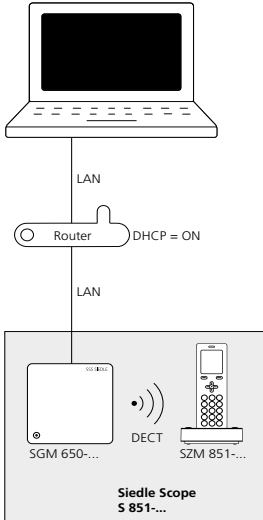 LAN
Router
DHCP = ON
LAN
SSS SIEDLE
DECT
SGM 650-...
SZM 851-...
Siedle Scope
S 851-...